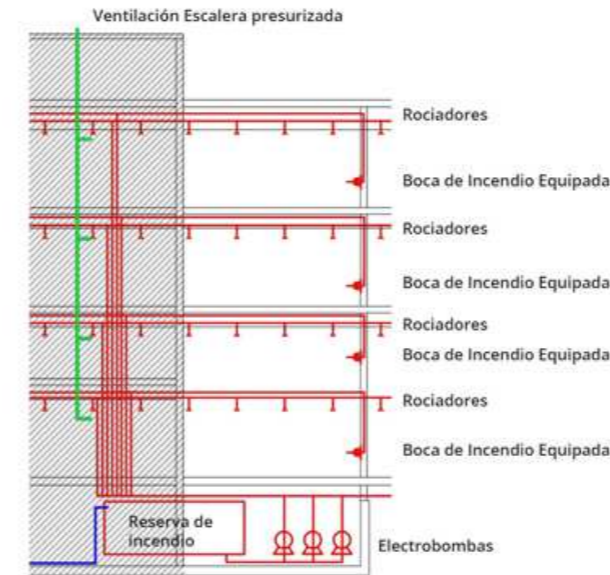 Ventilación Escalera presurizada
Rociadores
Boca de Incendio Equipada
Rociadores
Boca de Incendio Equipada
Rociadores
Boca de Incendio Equipada
Rociadores
Boca de Incendio Equipada
Reserva de
incendio
Electrobombas